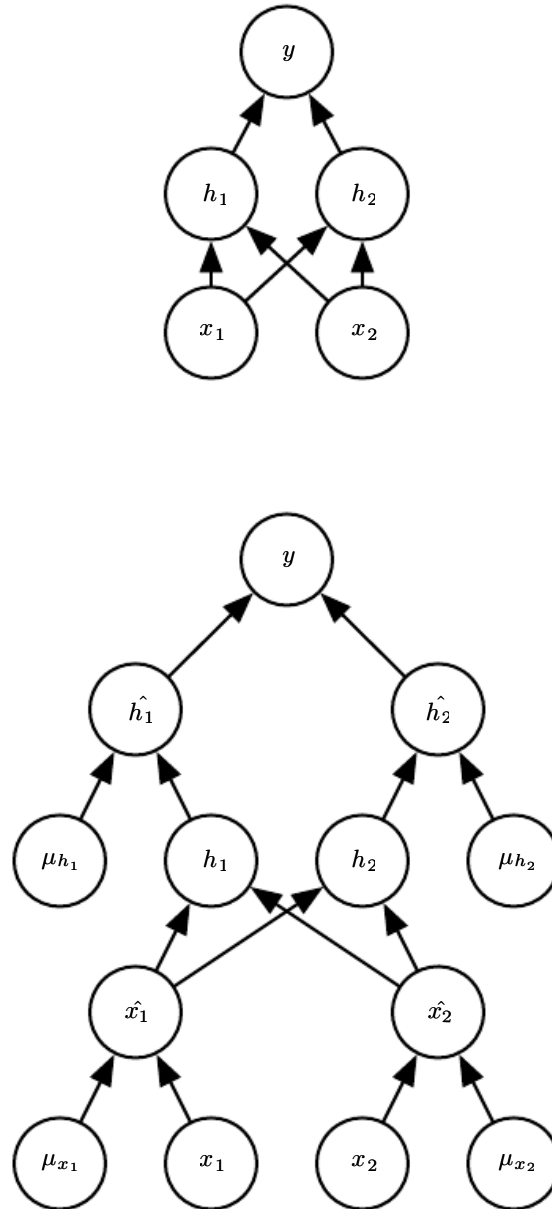 y
h₁ h₂
x₁ x₂
y
ĥ₁ ĥ₂
μ_{h₁} h₁ h₂ μ_{h₂}
x̂₁ x̂₂
μ_{x₁} x₁ x₂ μ_{x₂}